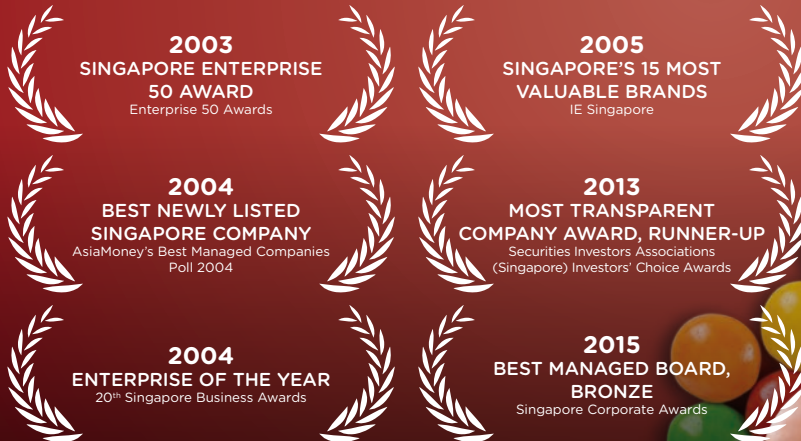 2003
SINGAPORE ENTERPRISE
50 AWARD
Enterprise 50 Awards
2004
BEST NEWLY LISTED
SINGAPORE COMPANY
AsiaMoney's Best Managed Companies
Poll 2004
2004
ENTERPRISE OF THE YEAR
20th Singapore Business Awards
2005
SINGAPORE'S 15 MOST
VALUABLE BRANDS
IE Singapore
2013
MOST TRANSPARENT
COMPANY AWARD, RUNNER-UP
Securities Investors Associations
(Singapore) Investors' Choice Awards
2015
BEST MANAGED BOARD,
BRONZE
Singapore Corporate Awards